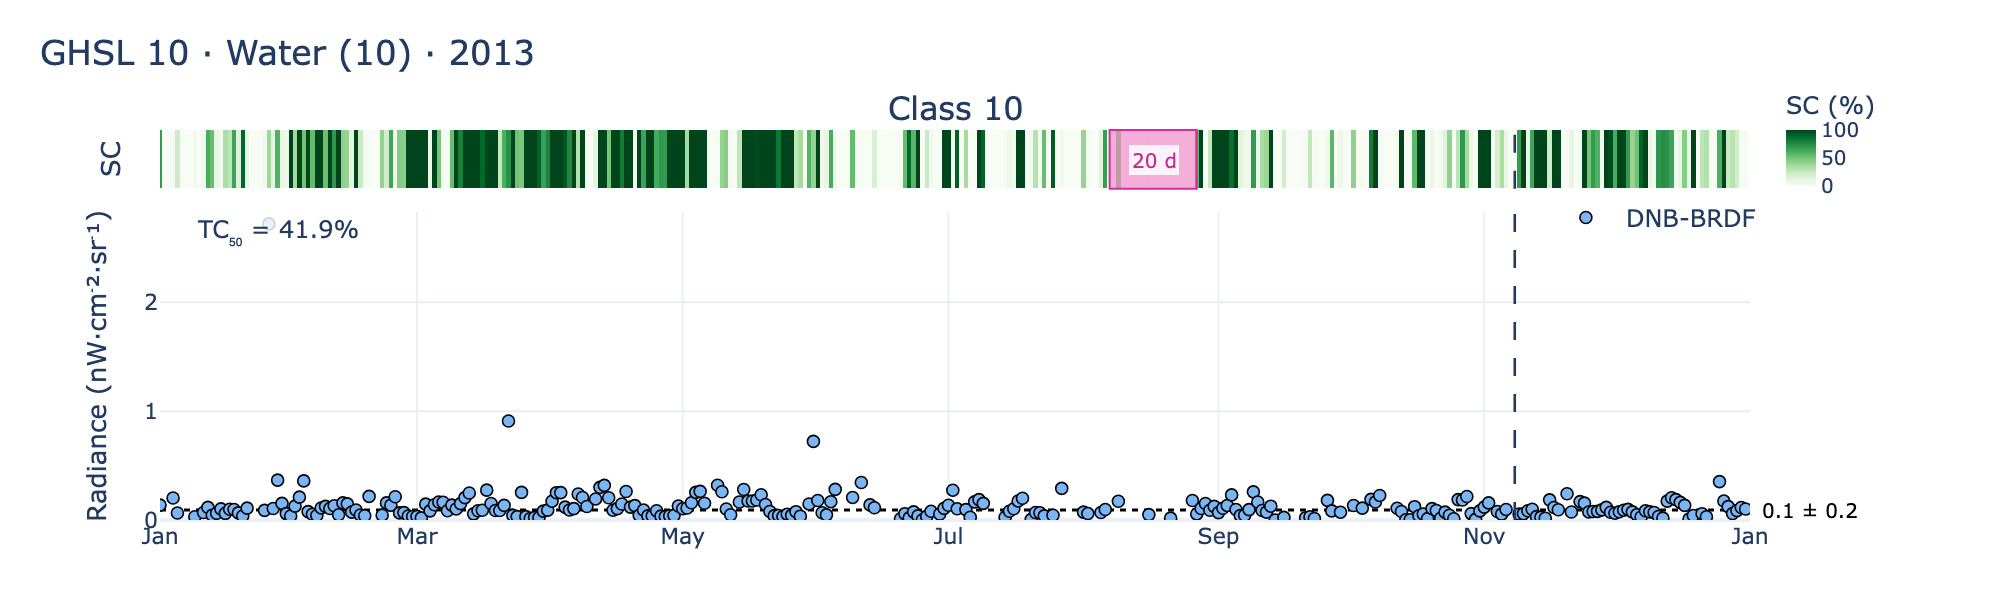 GHSL 10 · Water (10) · 2013
Class 10
SC (%)
SC
100
50
0
20 d
TC₅₀ = 41.9%
DNB-BRDF
Radiance (nW·cm⁻²·sr⁻¹)
2
1
0
0.1 ± 0.2
Jan
Mar
May
Jul
Sep
Nov
Jan